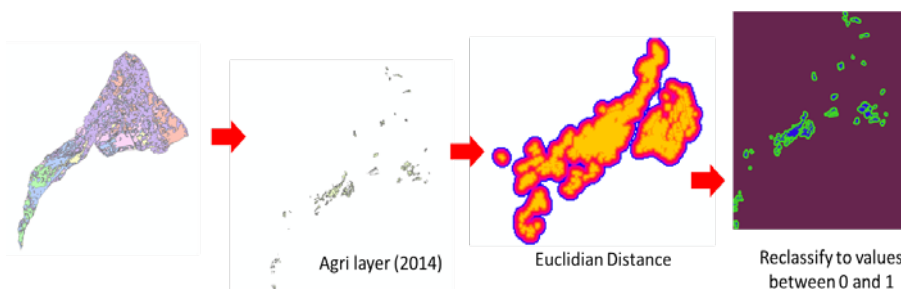 Agri layer (2014)
Euclidian Distance
Reclassify to values
between 0 and 1